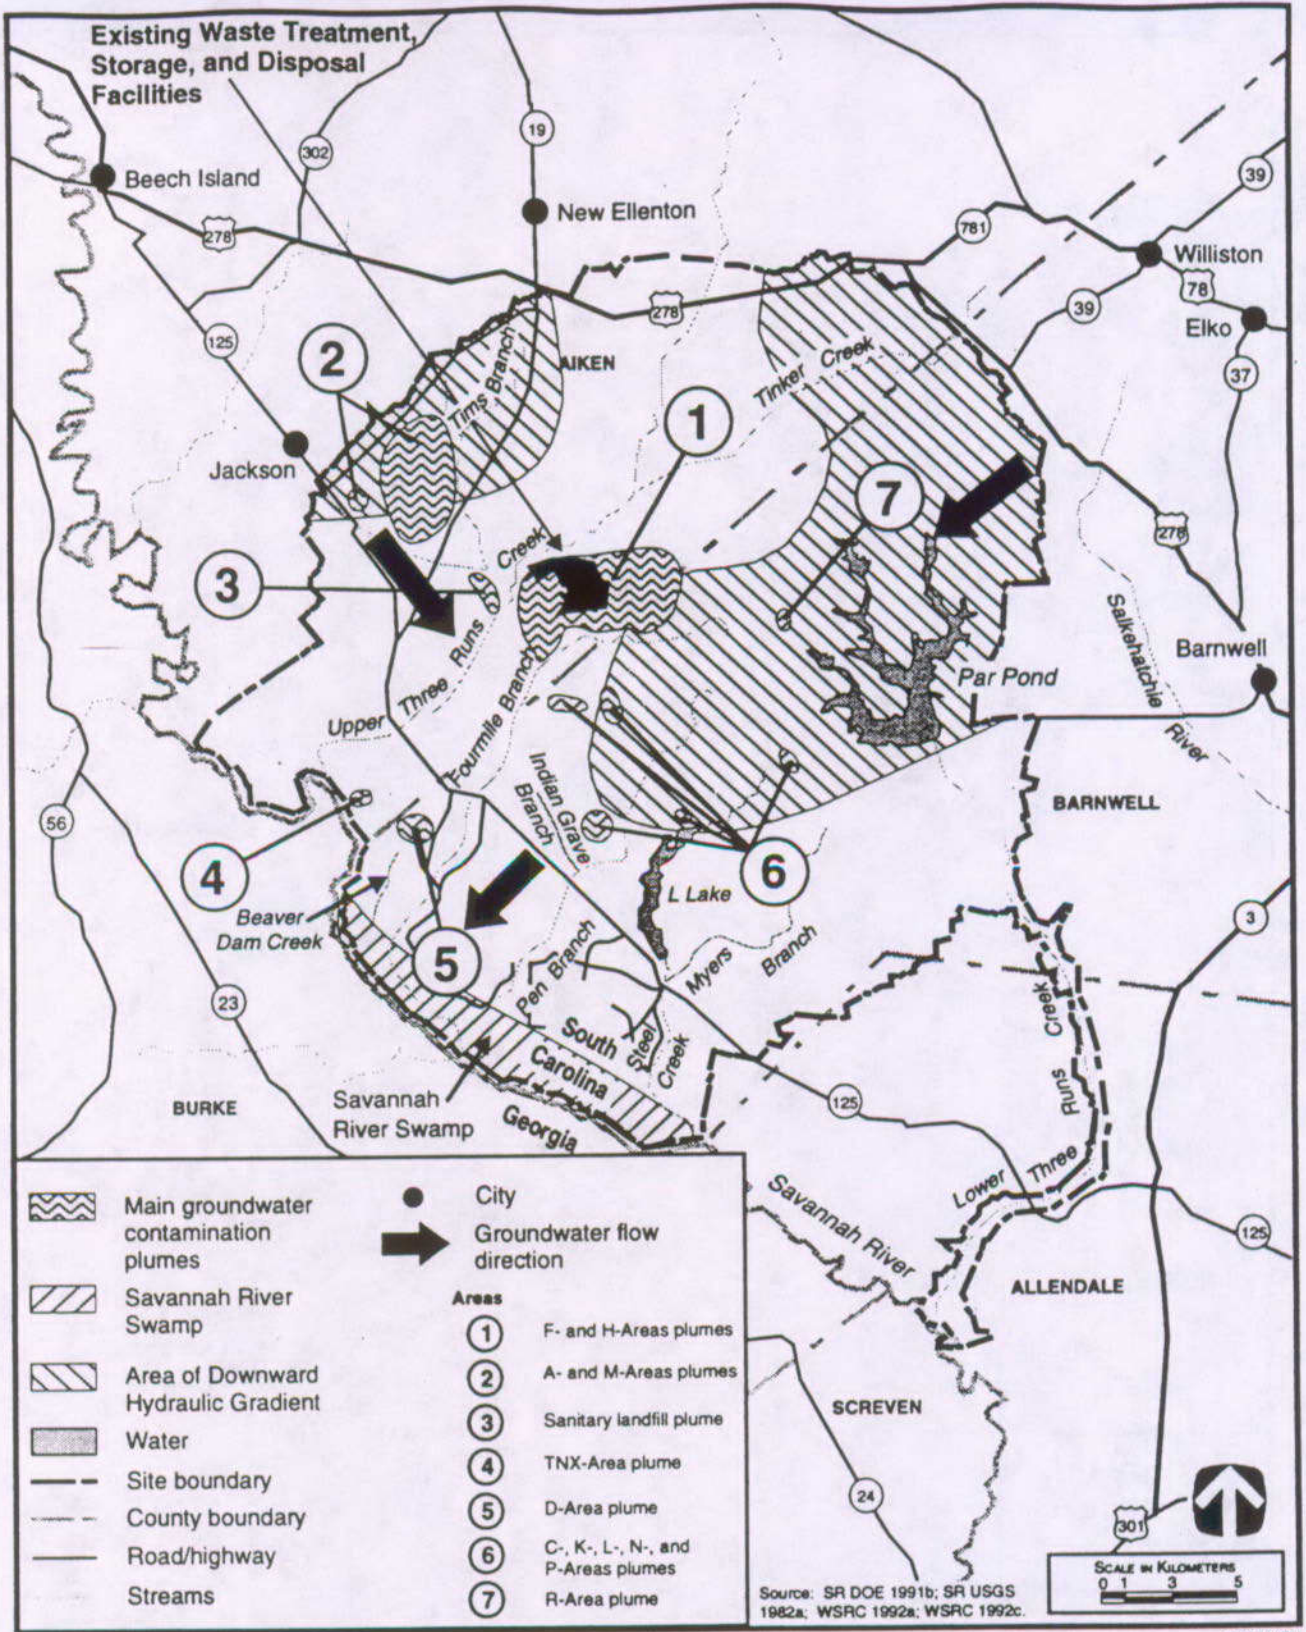 Existing Waste Treatment,
Storage, and Disposal
Facilities
19
302
Beech Island
New Ellenton
39
278
781
Williston
78
278
39
Elko
125
2
AIKEN
Tims Branch
Tinker Creek
37
1
Jackson
7
278
Creek
3
Salkehatchie
River
Runs
Three
Upper
Barnwell
Par Pond
Fourmile Branch
Indian Grave
Branch
BARNWELL
56
4
6
L Lake
Beaver
Dam Creek
3
5
Myers
Branch
Pen Branch
23
Creek
South
Carolina
Steel
Creek
Runs
BURKE
Savannah
River Swamp
Georgia
125
Three
Lower
Savannah River
125
ALLENDALE
SCREVEN
24
301
Main groundwater
contamination
plumes
Savannah River
Swamp
Area of Downward
Hydraulic Gradient
Water
Site boundary
County boundary
Road/highway
Streams
City
Groundwater flow
direction
Areas
1 F- and H-Areas plumes
2 A- and M-Areas plumes
3 Sanitary landfill plume
4 TNX-Area plume
5 D-Area plume
6 C-, K-, L-, N-, and
P-Areas plumes
7 R-Area plume
Source: SR DOE 1991b; SR USGS
1982a; WSRC 1992a; WSRC 1992c.
SCALE IN KILOMETERS
0 1 3 5